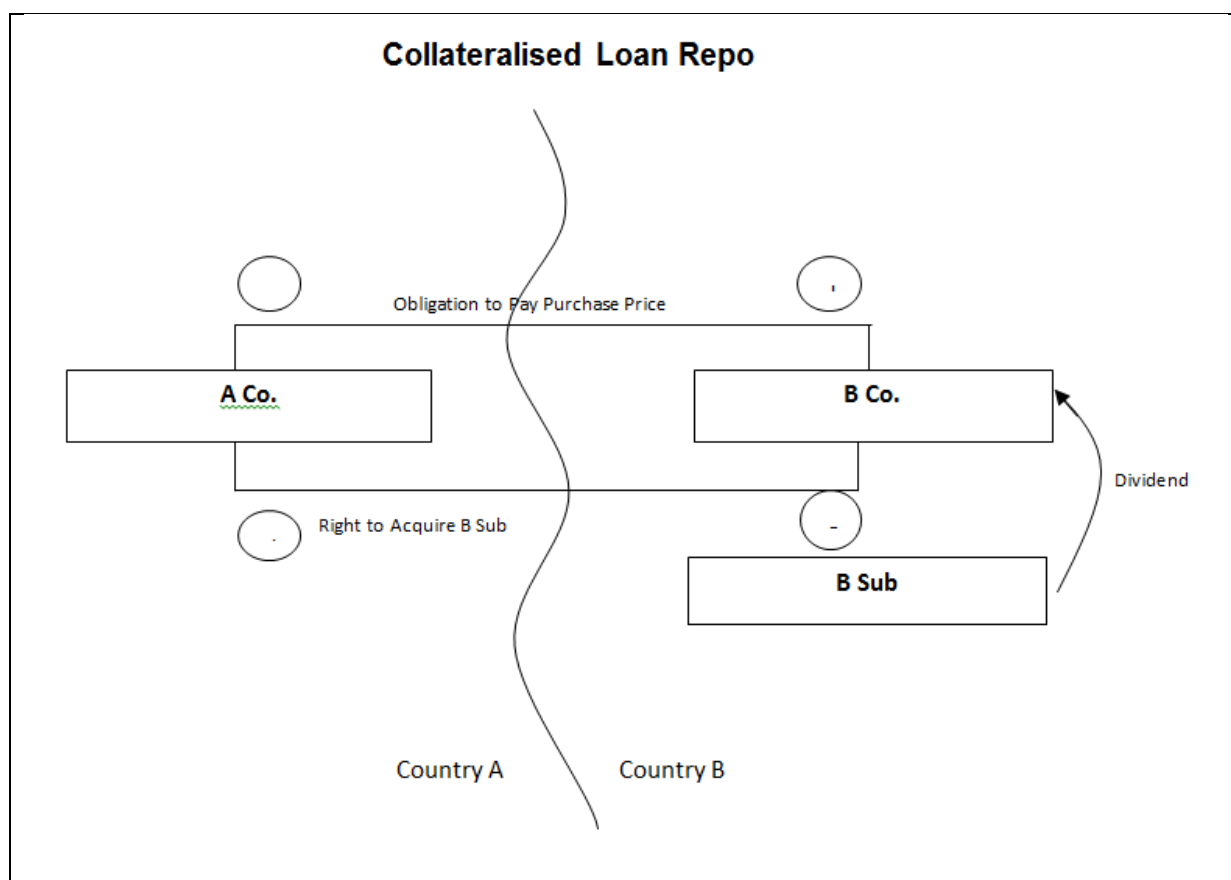 Collateralised Loan Repo
Obligation to Pay Purchase Price
A Co.
B Co.
Dividend
Right to Acquire B Sub
B Sub
Country A
Country B